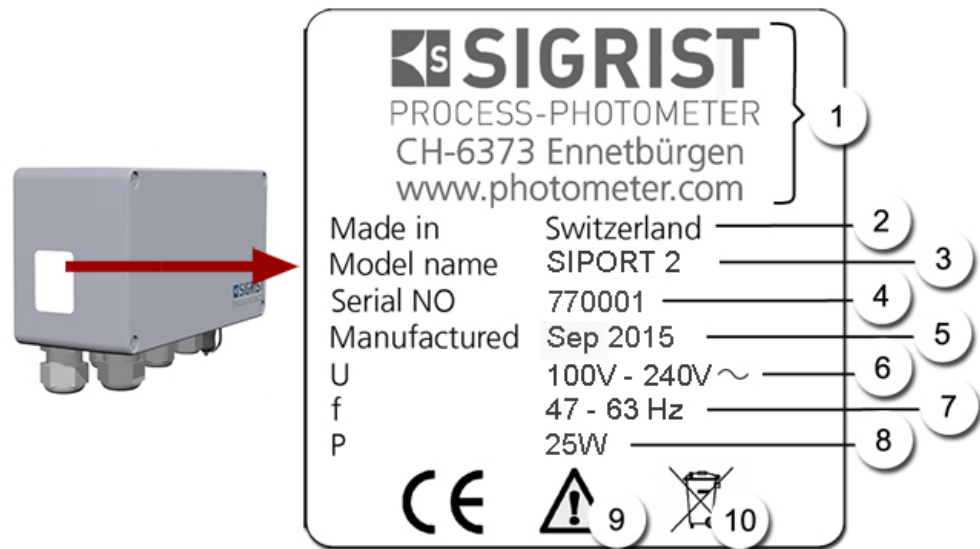 SIGRIST
PROCESS-PHOTOMETER
CH-6373 Ennetbürgen
www.photometer.com
1
Made in Switzerland 2
Model name SIPORT 2 3
Serial NO 770001 4
Manufactured Sep 2015 5
U 100V - 240V~ 6
f 47 - 63 Hz 7
P 25W 8
CE 9 10
SIGRIST